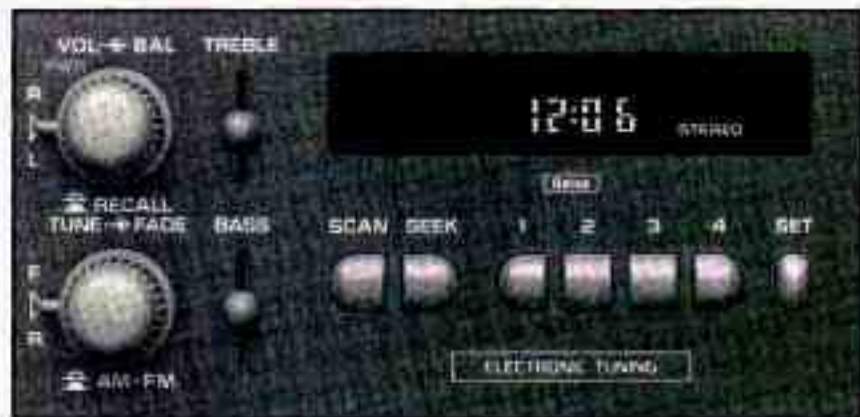 VOL BAL TREBLE
R
L
12:06 STEREO
RECALL
TUNE FADE BASS SCAN SEEK 1 2 3 4 SET
F
R
AM-FM
ELECTRONIC TUNING